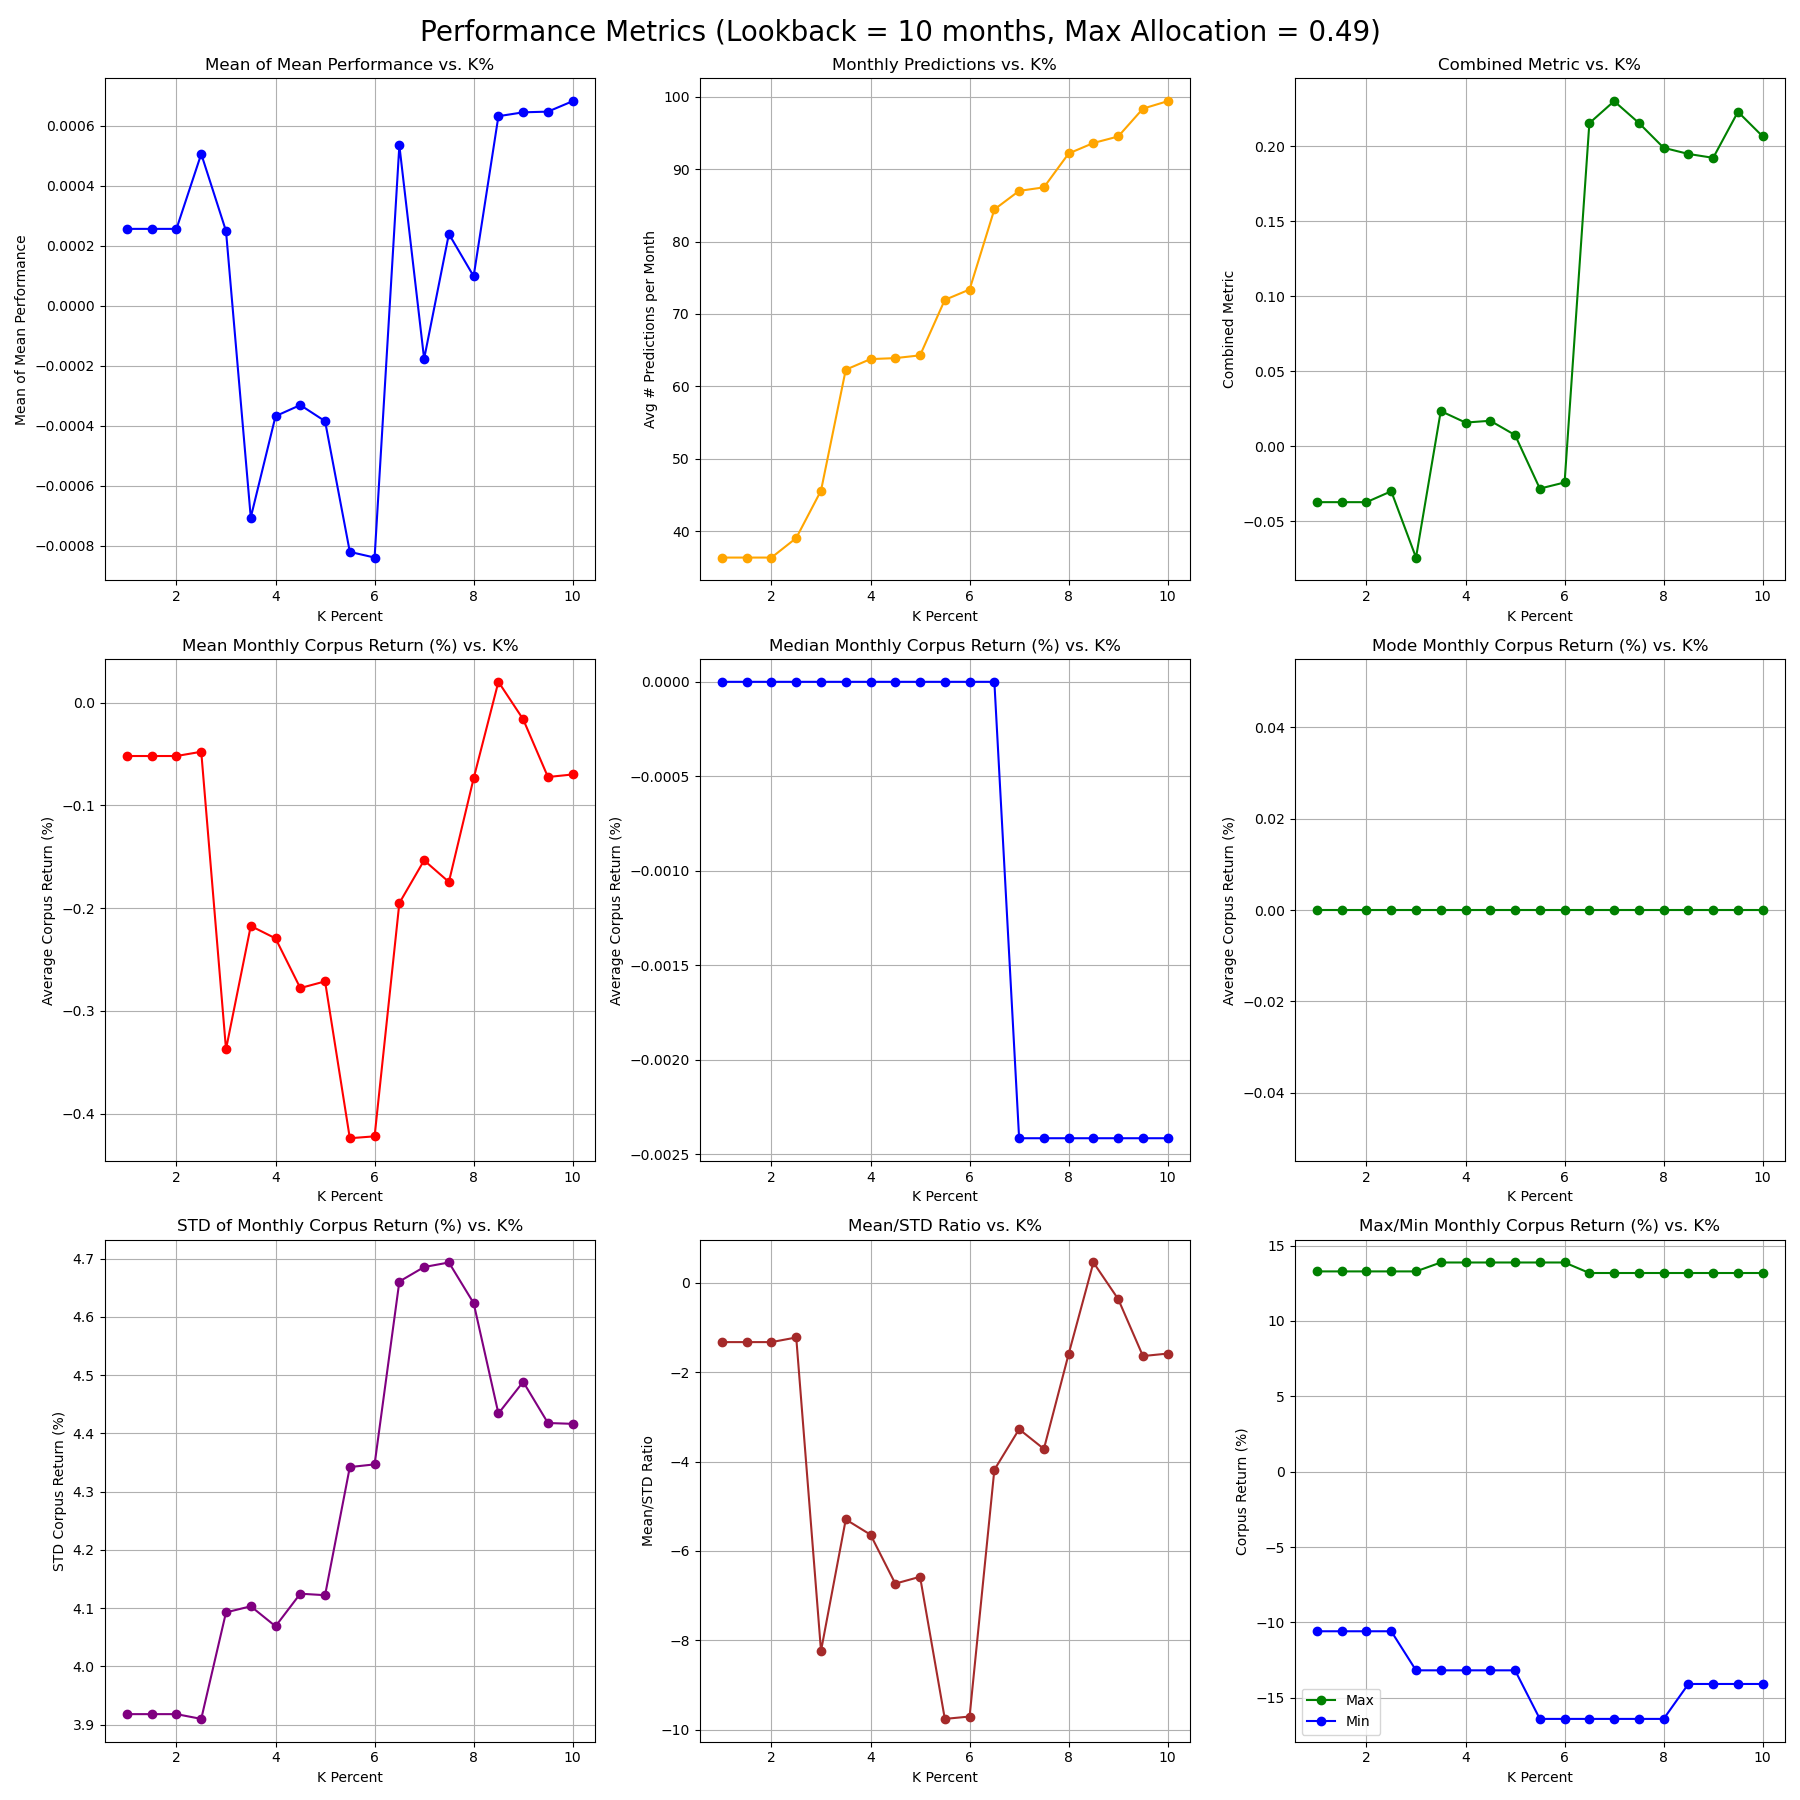 Performance Metrics (Lookback = 10 months, Max Allocation = 0.49)
Mean of Mean Performance vs. K%
Mean of Mean Performance
0.0006
0.0004
0.0002
0.0000
−0.0002
−0.0004
−0.0006
−0.0008
2 4 6 8 10
K Percent
Monthly Predictions vs. K%
Avg # Predictions per Month
100
90
80
70
60
50
40
2 4 6 8 10
K Percent
Combined Metric vs. K%
Combined Metric
0.20
0.15
0.10
0.05
0.00
−0.05
2 4 6 8 10
K Percent
Mean Monthly Corpus Return (%) vs. K%
Average Corpus Return (%)
0.0
−0.1
−0.2
−0.3
−0.4
2 4 6 8 10
K Percent
Median Monthly Corpus Return (%) vs. K%
Average Corpus Return (%)
0.0000
−0.0005
−0.0010
−0.0015
−0.0020
−0.0025
2 4 6 8 10
K Percent
Mode Monthly Corpus Return (%) vs. K%
Average Corpus Return (%)
0.04
0.02
0.00
−0.02
−0.04
2 4 6 8 10
K Percent
STD of Monthly Corpus Return (%) vs. K%
STD Corpus Return (%)
4.7
4.6
4.5
4.4
4.3
4.2
4.1
4.0
3.9
2 4 6 8 10
K Percent
Mean/STD Ratio vs. K%
Mean/STD Ratio
0
−2
−4
−6
−8
−10
2 4 6 8 10
K Percent
Max/Min Monthly Corpus Return (%) vs. K%
Corpus Return (%)
15
10
5
0
−5
−10
−15
Max
Min
2 4 6 8 10
K Percent